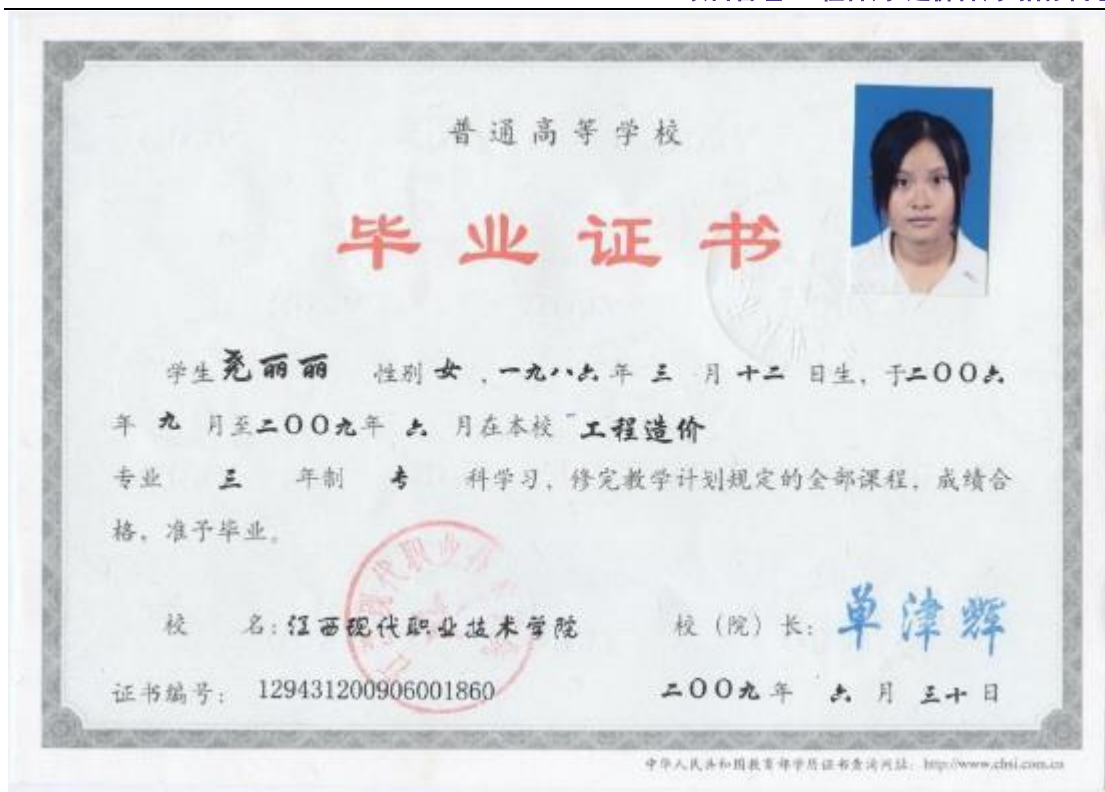 普通高等学校
毕业证书
学生尧丽丽 性别 女 ,一九八六年 三 月 十二 日生, 于二〇〇六
年 九 月至二〇〇九年 六 月在本校 工程造价
专业 三 年制 专 科学习, 修完教学计划规定的全部课程, 成绩合
格, 准予毕业。
校 名: 江西现代职业技术学院 校 (院) 长: 单津辉
证书编号: 129431200906001860 二〇〇九年 六 月 三十 日
中华人民共和国教育部学历证书查询网址: http://www.chsi.com.cn